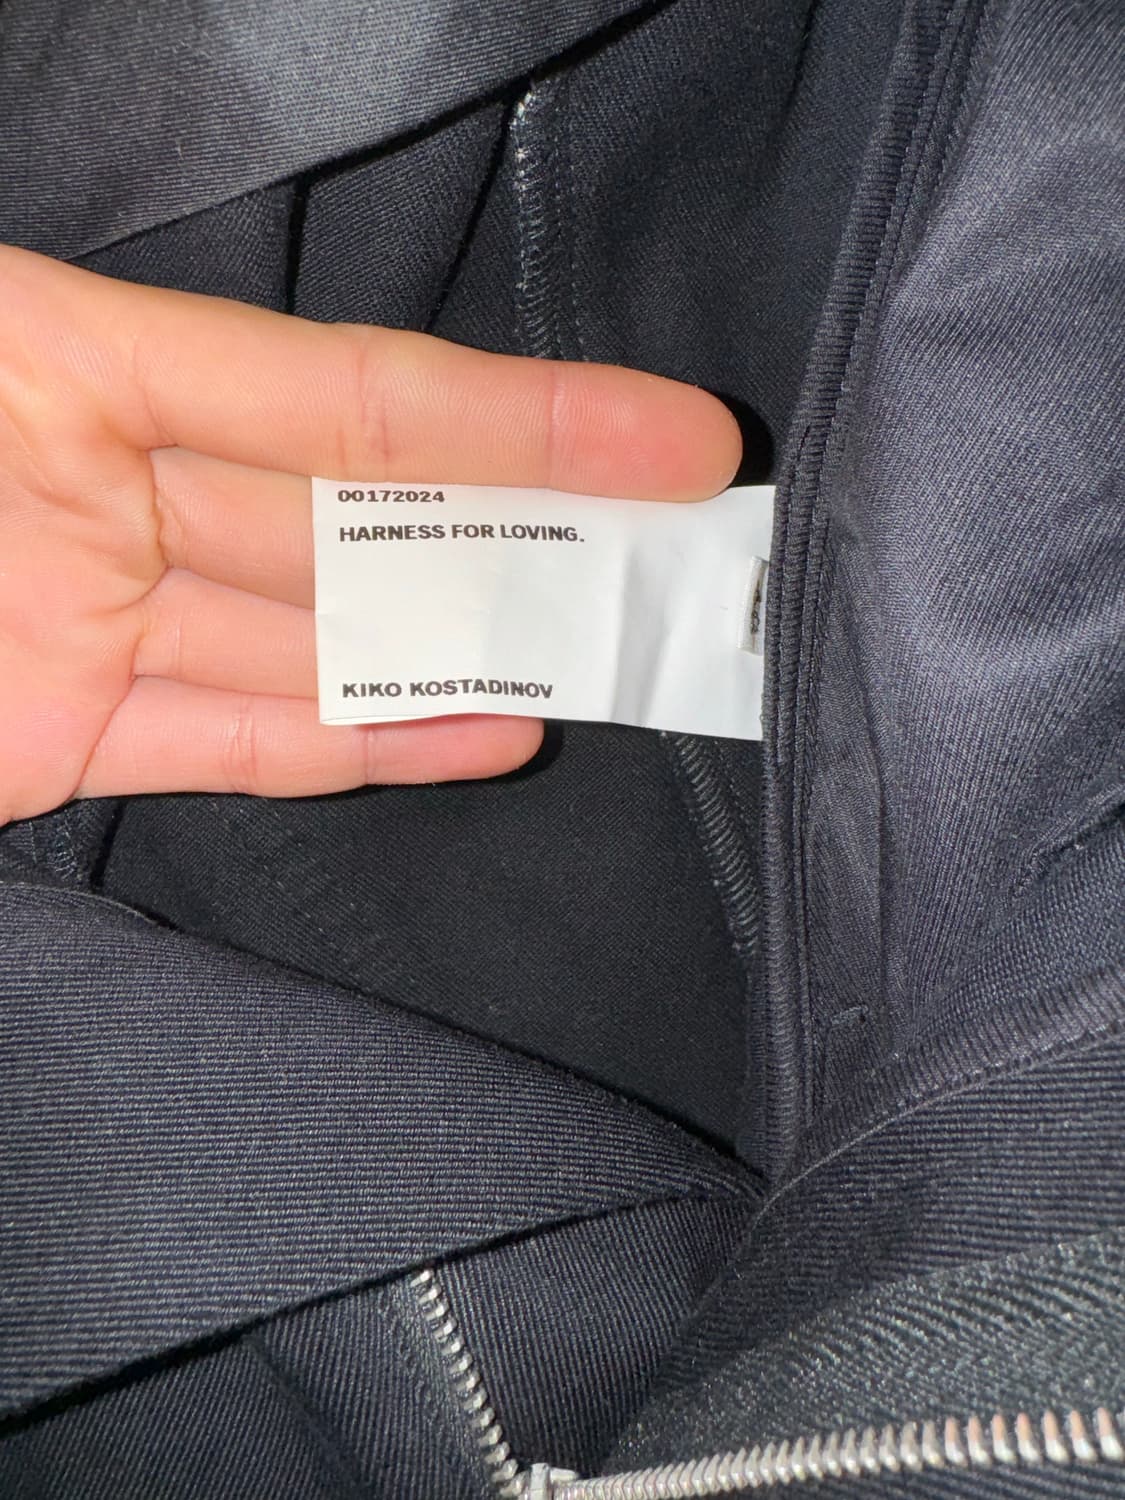 00172024
HARNESS FOR LOVING.
KIKO KOSTADINOV